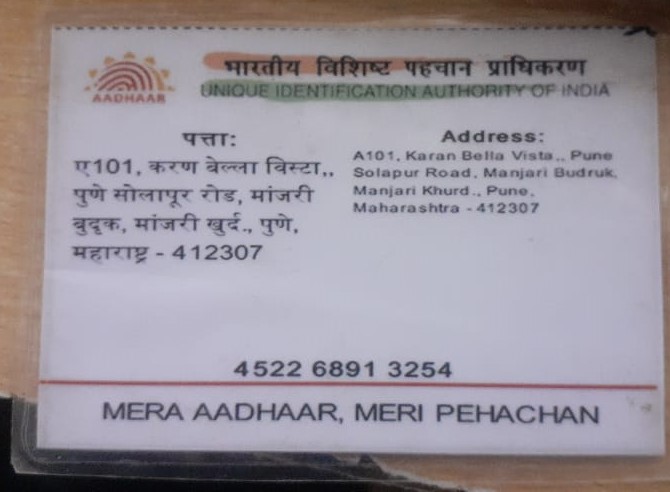 AADHAAR
भारतीय विशिष्ट पहचान प्राधिकरण
UNIQUE IDENTIFICATION AUTHORITY OF INDIA
पत्ता:
ए101, करण बेल्ला विस्टा,,
पुणे सोलापूर रोड, मांजरी
बुदृक, मांजरी खुर्द., पुणे,
महाराष्ट्र - 412307
Address:
A101, Karan Bella Vista,, Pune
Solapur Road, Manjari Budruk,
Manjari Khurd., Pune,
Maharashtra - 412307
4522 6891 3254
MERA AADHAAR, MERI PEHACHAN